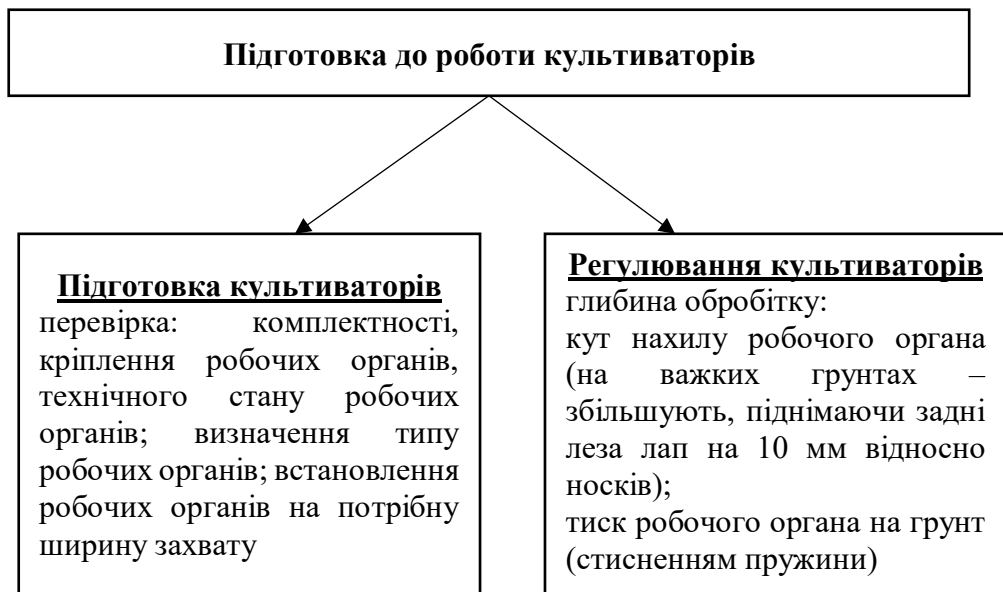 Підготовка до роботи культиваторів
Підготовка культиваторів
перевірка: комплектності,
кріплення робочих органів,
технічного стану робочих
органів; визначення типу
робочих органів; встановлення
робочих органів на потрібну
ширину захвату
Регулювання культиваторів
глибина обробітку:
кут нахилу робочого органа
(на важких грунтах –
збільшують, піднімаючи задні
леза лап на 10 мм відносно
носків);
тиск робочого органа на грунт
(стисненням пружини)